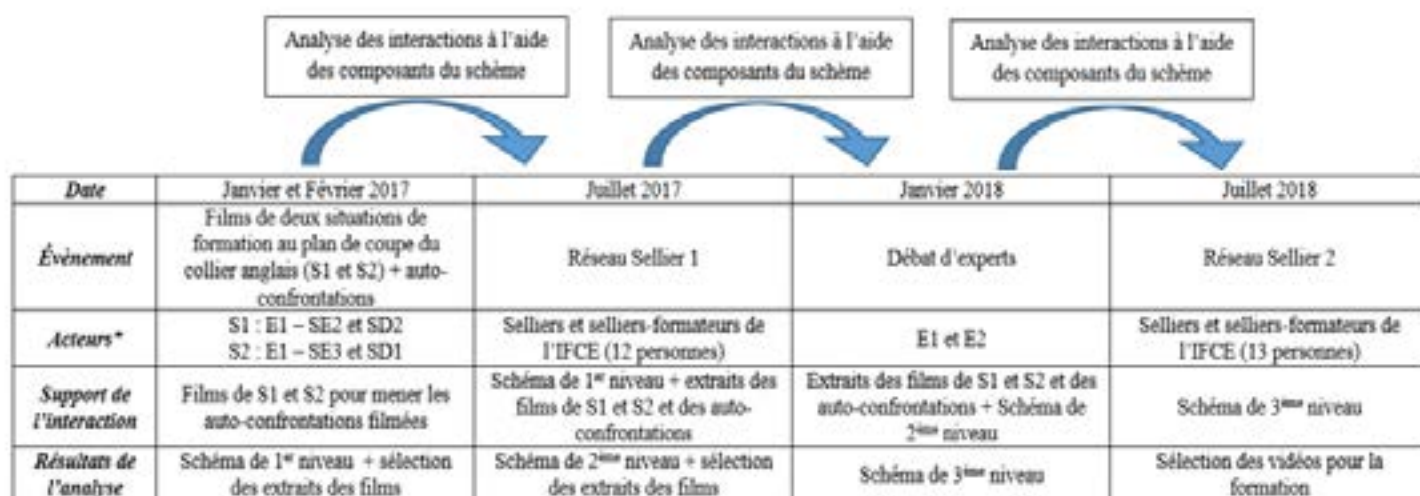 Analyse des interactions à l'aide
des composants du schème
Analyse des interactions à l'aide
des composants du schème
Analyse des interactions à l'aide
des composants du schème
Date
Janvier et Février 2017
Juillet 2017
Janvier 2018
Juillet 2018
Évènement
Films de deux situations de
formation au plan de coupe du
collier anglais (S1 et S2) + auto-
confrontations
Réseau Sellier 1
Débat d'experts
Réseau Sellier 2
Acteurs*
S1 : E1 – SE2 et SD2
S2 : E1 – SE3 et SD1
Selliers et selliers-formateurs de
l'IFCE (12 personnes)
E1 et E2
Selliers et selliers-formateurs de
l'IFCE (13 personnes)
Support de
l'interaction
Films de S1 et S2 pour mener les
auto-confrontations filmées
Schéma de 1er niveau + extraits des
films de S1 et S2 et des auto-
confrontations
Extraits des films de S1 et S2 et des
auto-confrontations + Schéma de
2ème niveau
Schéma de 3ème niveau
Résultats de
l'analyse
Schéma de 1er niveau + sélection
des extraits des films
Schéma de 2ème niveau + sélection
des extraits des films
Schéma de 3ème niveau
Sélection des vidéos pour la
formation